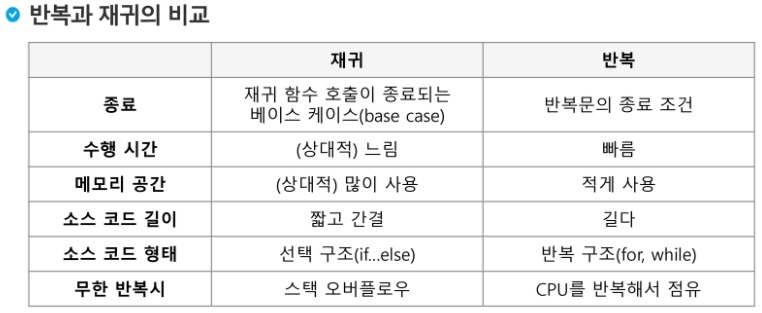 반복과 재귀의 비교
재귀 반복
종료 재귀 함수 호출이 종료되는 베이스 케이스(base case) 반복문의 종료 조건
수행 시간 (상대적) 느림 빠름
메모리 공간 (상대적) 많이 사용 적게 사용
소스 코드 길이 짧고 간결 길다
소스 코드 형태 선택 구조(if...else) 반복 구조(for, while)
무한 반복시 스택 오버플로우 CPU를 반복해서 점유